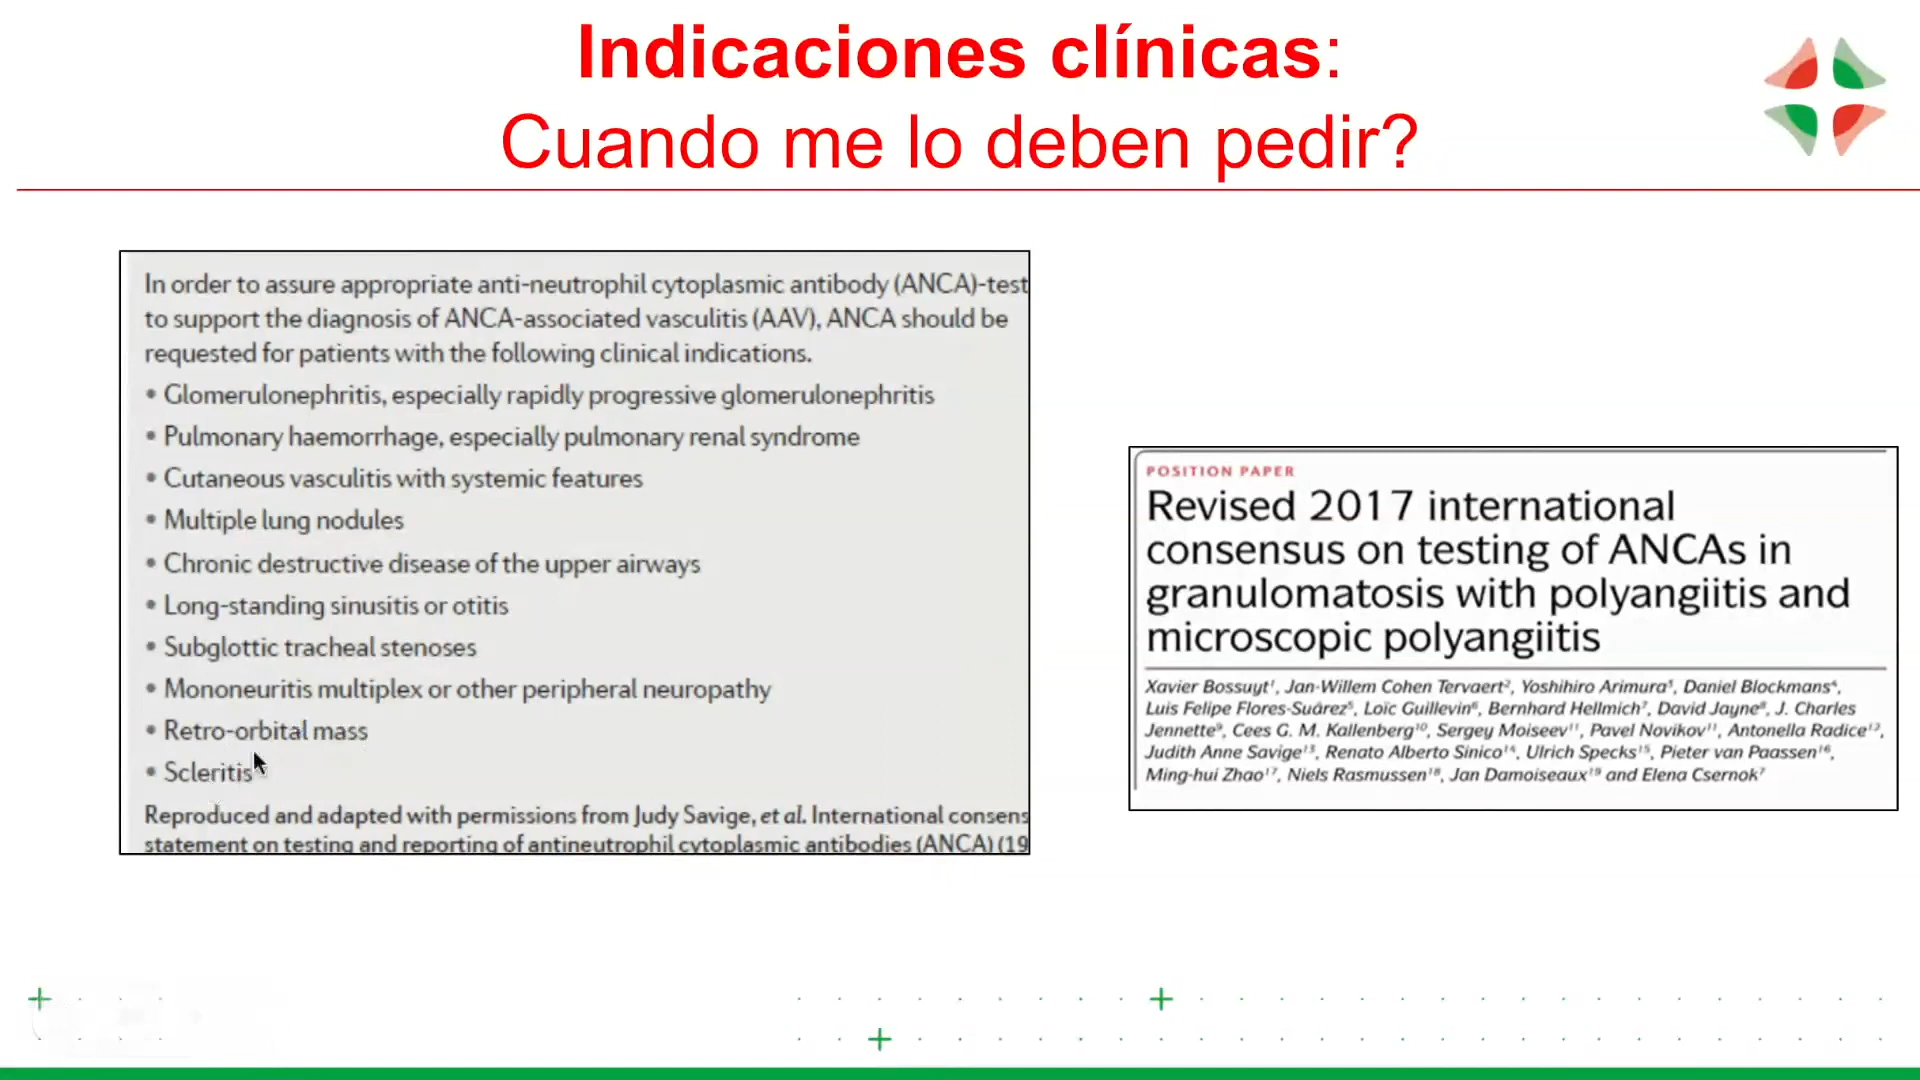 Indicaciones clínicas:
Cuando me lo deben pedir?
In order to assure appropriate anti-neutrophil cytoplasmic antibody (ANCA)-test
to support the diagnosis of ANCA-associated vasculitis (AAV), ANCA should be
requested for patients with the following clinical indications.
• Glomerulonephritis, especially rapidly progressive glomerulonephritis
• Pulmonary haemorrhage, especially pulmonary renal syndrome
• Cutaneous vasculitis with systemic features
• Multiple lung nodules
• Chronic destructive disease of the upper airways
• Long-standing sinusitis or otitis
• Subglottic tracheal stenoses
• Mononeuritis multiplex or other peripheral neuropathy
• Retro-orbital mass
• Scleritis
Reproduced and adapted with permissions from Judy Savige, et al. International consens
statement on testing and reporting of antineutrophil cytoplasmic antibodies (ANCA) (19
POSITION PAPER
Revised 2017 international
consensus on testing of ANCAs in
granulomatosis with polyangiitis and
microscopic polyangiitis
Xavier Bossuyt¹, Jan-Willem Cohen Tervaert², Yoshihiro Arimura³, Daniel Blockmans⁴,
Luis Felipe Flores-Suárez⁵, Loïc Guillevin⁶, Bernhard Hellmich⁷, David Jayne⁸, J. Charles
Jennette⁹, Cees G. M. Kallenberg¹⁰, Sergey Moiseev¹¹, Pavel Novikov¹¹, Antonella Radice¹²,
Judith Anne Savige¹³, Renato Alberto Sinico¹⁴, Ulrich Specks¹⁵, Pieter van Paassen¹⁶,
Ming-hui Zhao¹⁷, Niels Rasmussen¹⁸, Jan Damoiseaux¹⁹ and Elena Csernok⁷